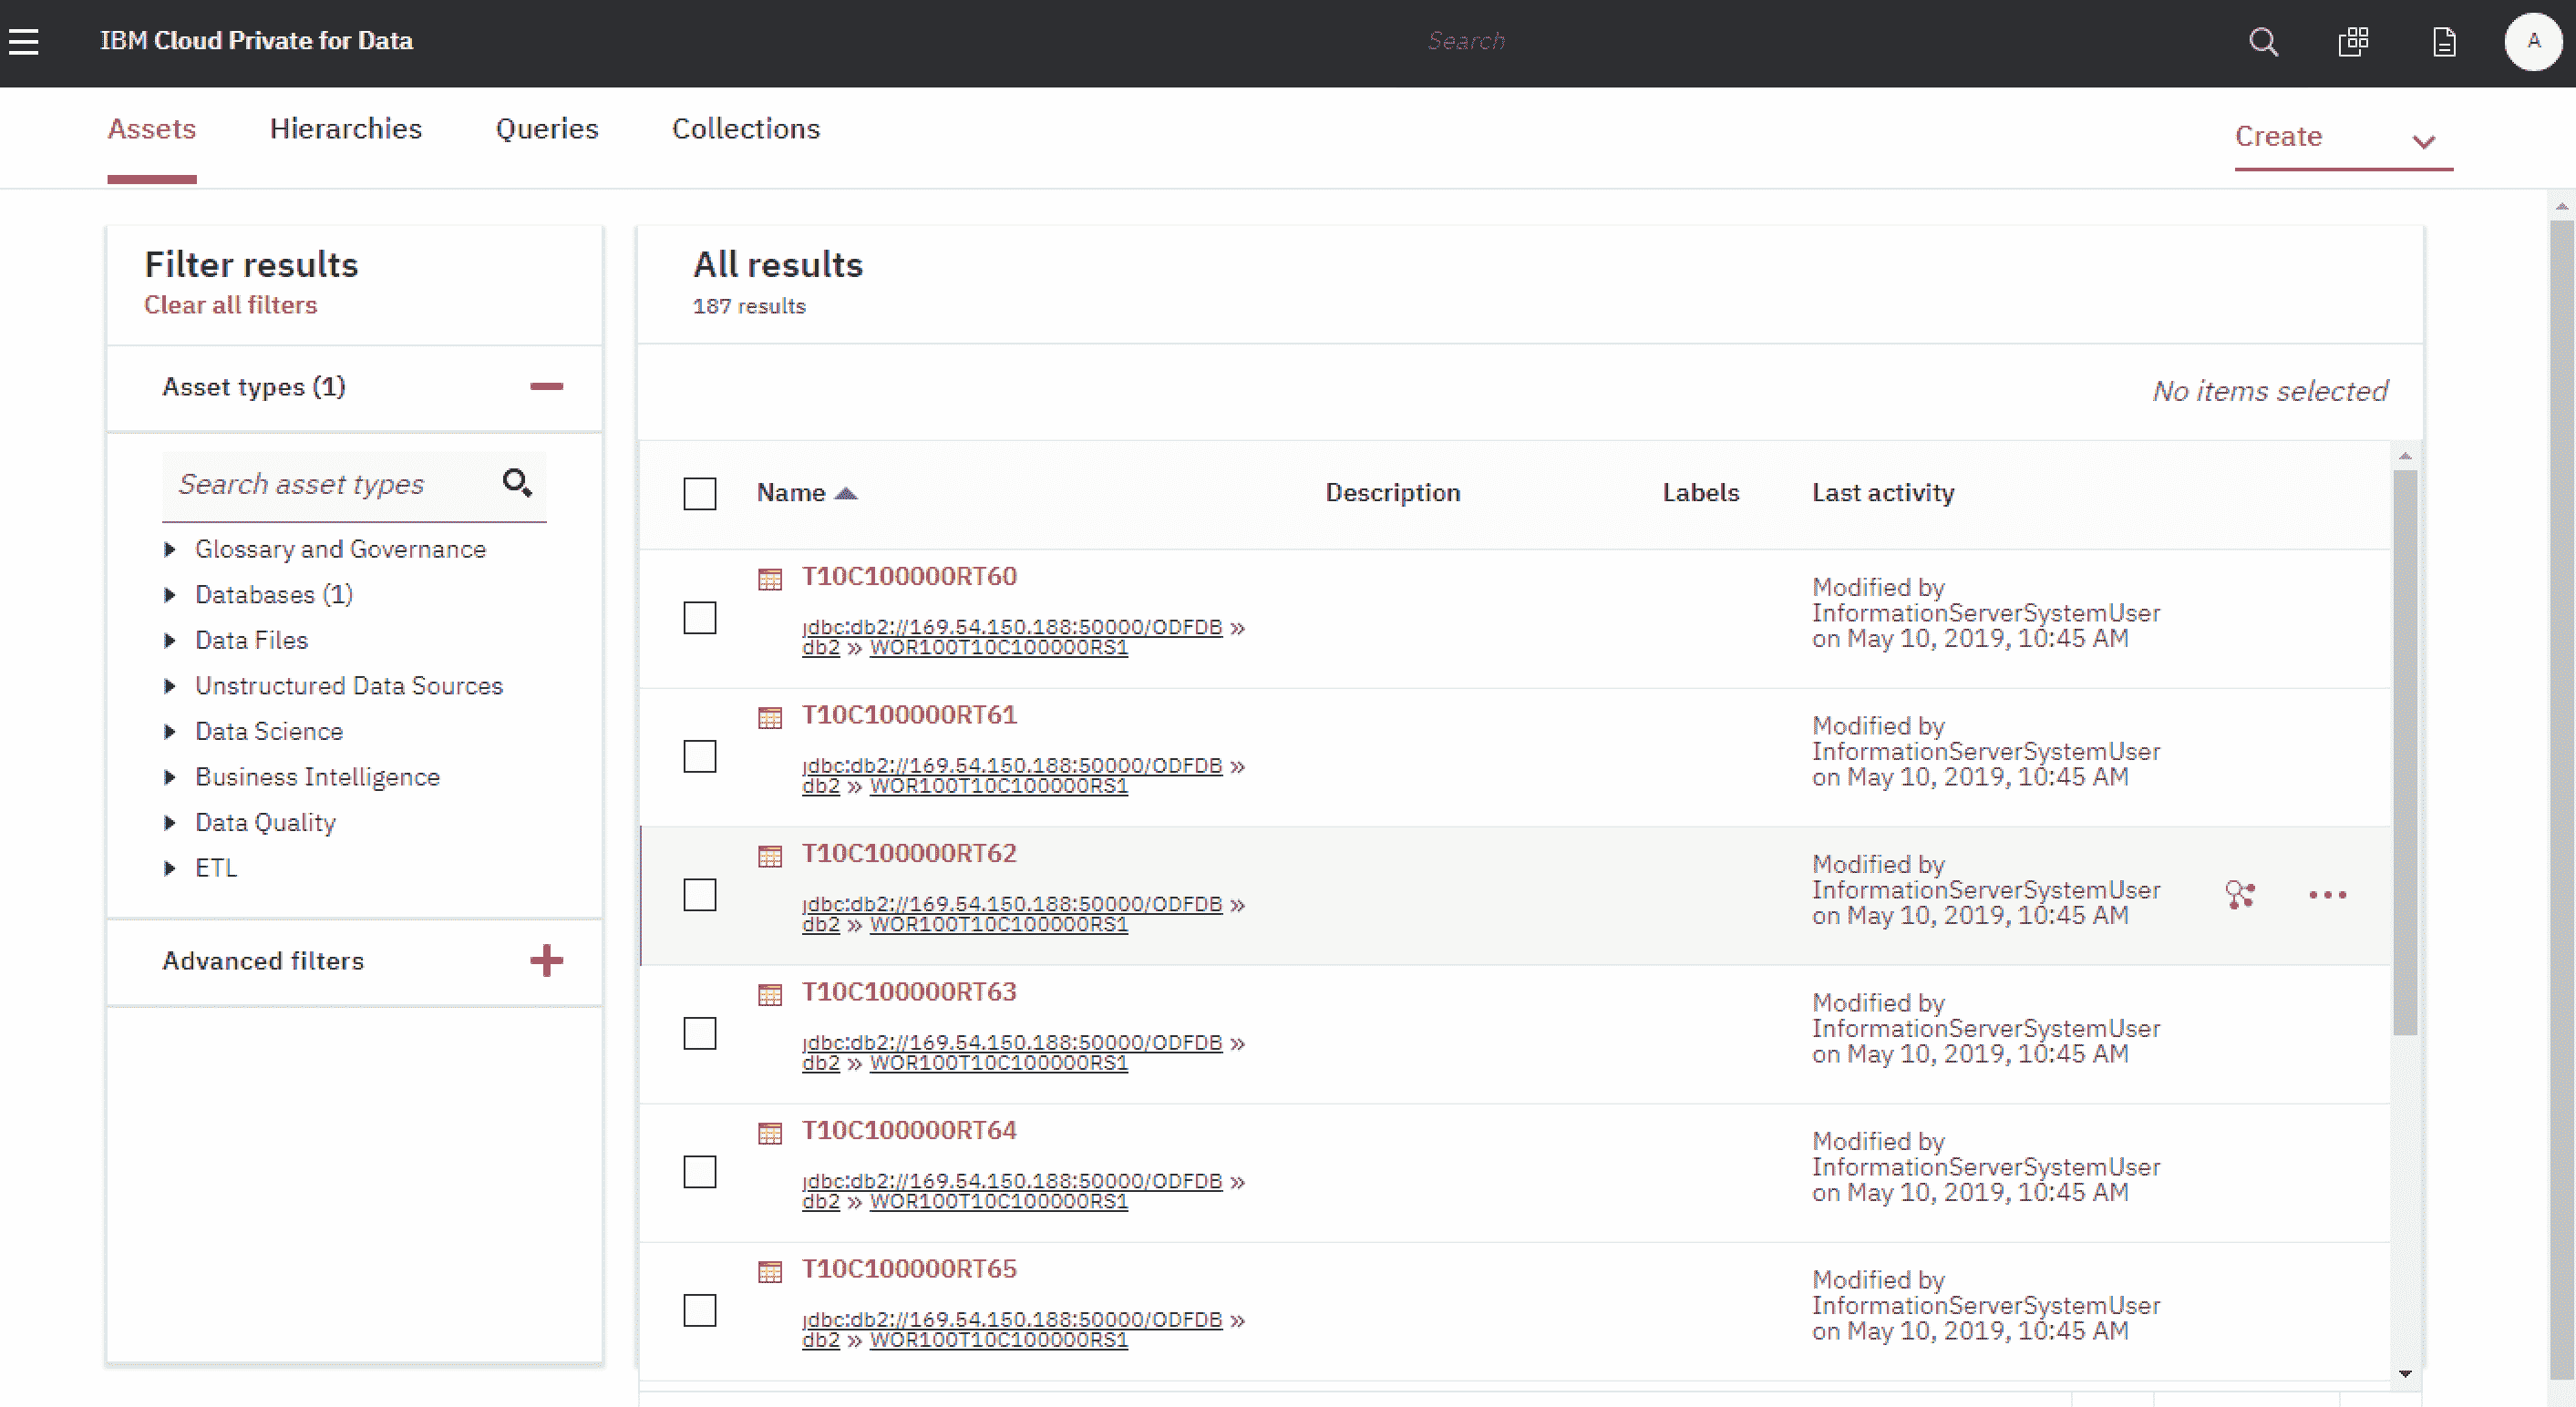 IBM Cloud Private for Data
Search
A
Assets Hierarchies Queries Collections
Create
Filter results
Clear all filters
Asset types (1)
Search asset types
Glossary and Governance
Databases (1)
Data Files
Unstructured Data Sources
Data Science
Business Intelligence
Data Quality
ETL
Advanced filters
All results
187 results
No items selected
Name Description Labels Last activity
T10C100000RT60
jdbc:db2://169.54.150.188:50000/ODFDB »
db2 » WOR100T10C100000RS1
Modified by
InformationServerSystemUser
on May 10, 2019, 10:45 AM
T10C100000RT61
jdbc:db2://169.54.150.188:50000/ODFDB »
db2 » WOR100T10C100000RS1
Modified by
InformationServerSystemUser
on May 10, 2019, 10:45 AM
T10C100000RT62
jdbc:db2://169.54.150.188:50000/ODFDB »
db2 » WOR100T10C100000RS1
Modified by
InformationServerSystemUser
on May 10, 2019, 10:45 AM
T10C100000RT63
jdbc:db2://169.54.150.188:50000/ODFDB »
db2 » WOR100T10C100000RS1
Modified by
InformationServerSystemUser
on May 10, 2019, 10:45 AM
T10C100000RT64
jdbc:db2://169.54.150.188:50000/ODFDB »
db2 » WOR100T10C100000RS1
Modified by
InformationServerSystemUser
on May 10, 2019, 10:45 AM
T10C100000RT65
jdbc:db2://169.54.150.188:50000/ODFDB »
db2 » WOR100T10C100000RS1
Modified by
InformationServerSystemUser
on May 10, 2019, 10:45 AM